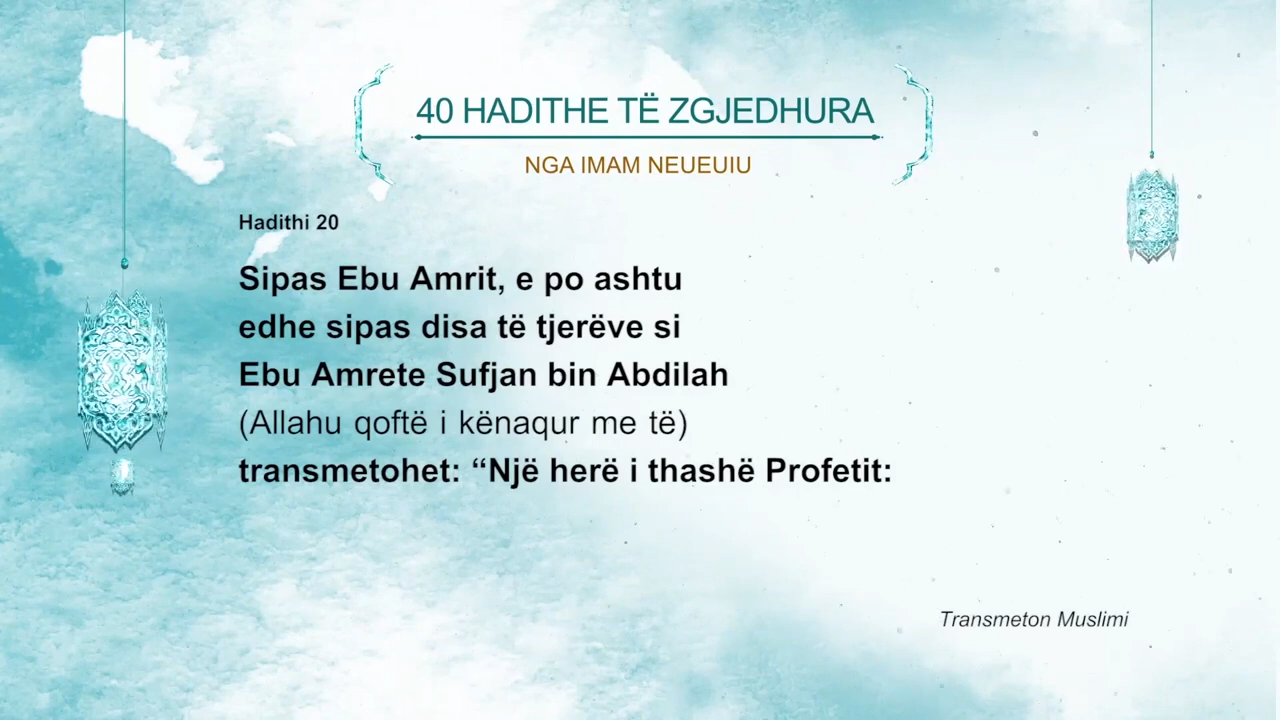 40 HADITHE TË ZGJEDHURA
NGA IMAM NEUEUIU
Hadithi 20
Sipas Ebu Amrit, e po ashtu
edhe sipas disa të tjerëve si
Ebu Amrete Sufjan bin Abdilah
(Allahu qoftë i kënaqur me të)
transmetohet: “Një herë i thashë Profetit:
Transmeton Muslimi